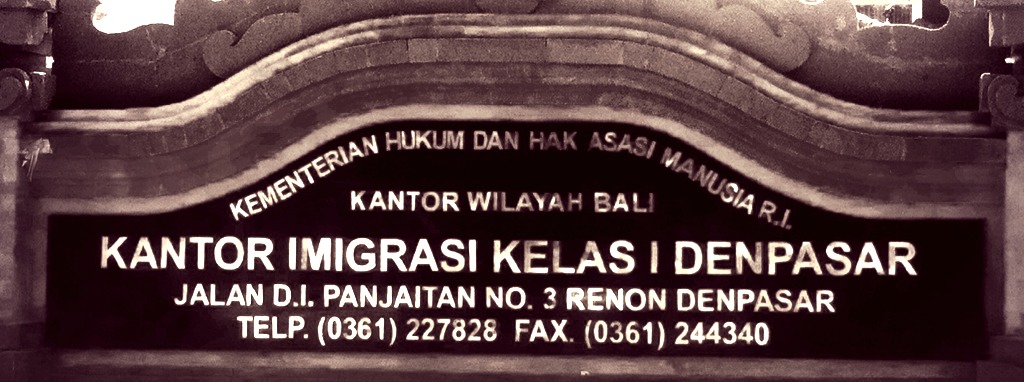 KEMENTERIAN HUKUM DAN HAK ASASI MANUSIA R.I.
KANTOR WILAYAH BALI
KANTOR IMIGRASI KELAS I DENPASAR
JALAN D.I. PANJAITAN NO. 3 RENON DENPASAR
TELP. (0361) 227828 FAX. (0361) 244340